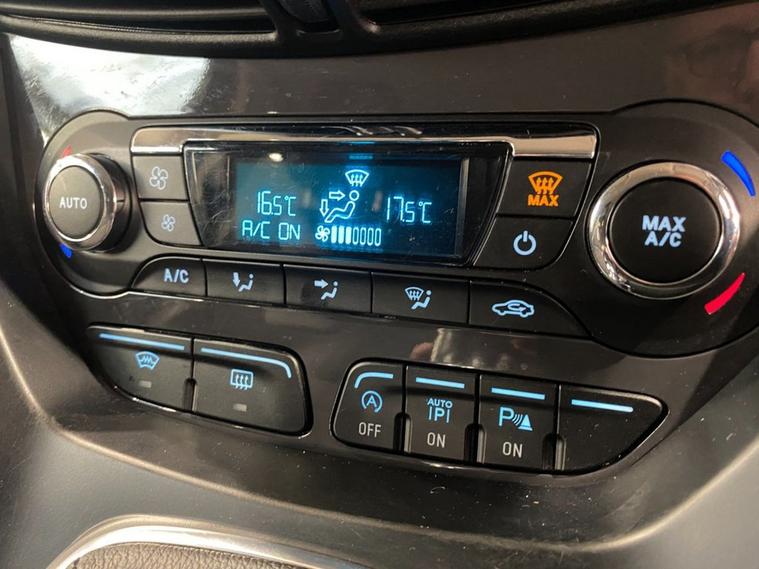 AUTO
16.5°C
17.5°C
A/C ON
MAX
MAX
A/C
A/C
A
OFF
AUTO
P
ON
P
ON